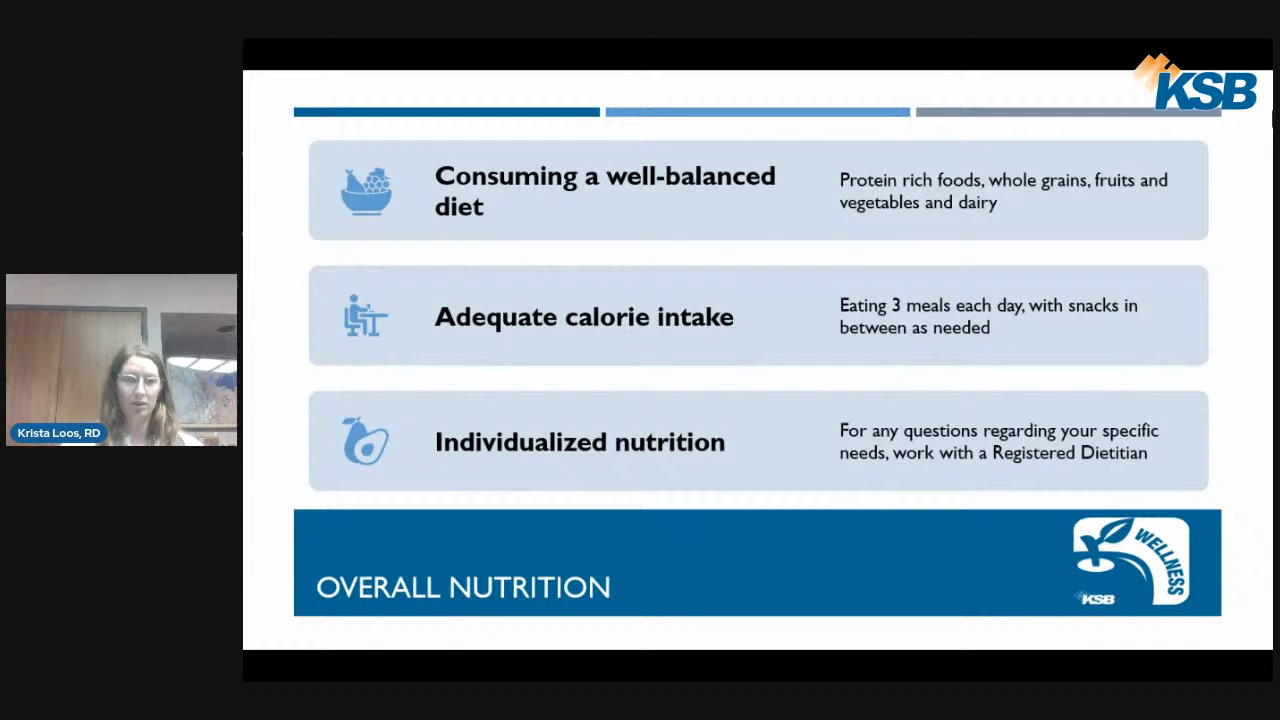 KSB
Consuming a well-balanced
diet
Protein rich foods, whole grains, fruits and
vegetables and dairy
Adequate calorie intake
Eating 3 meals each day, with snacks in
between as needed
Individualized nutrition
For any questions regarding your specific
needs, work with a Registered Dietitian
Krista Loos, RD
OVERALL NUTRITION
WELLNESS
KSB